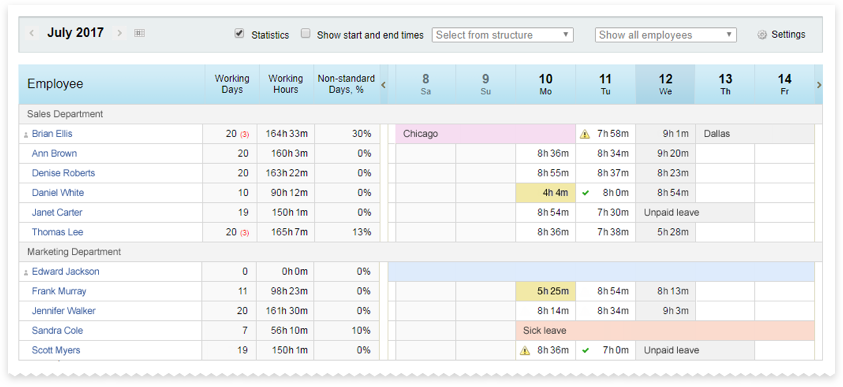 July 2017 Statistics Show start and end times Select from structure Show all employees Settings
Employee Working Days Working Hours Non-standard Days, % 8 Sa 9 Su 10 Mo 11 Tu 12 We 13 Th 14 Fr
Sales Department
Brian Ellis 20 (3) 164h 33m 30% Chicago 7h 58m 9h 1m Dallas
Ann Brown 20 160h 3m 0% 8h 36m 8h 34m 9h 20m
Denise Roberts 20 163h 22m 0% 8h 55m 8h 37m 8h 23m
Daniel White 10 90h 12m 0% 4h 4m 8h 0m 8h 54m
Janet Carter 19 150h 1m 0% 8h 54m 7h 30m Unpaid leave
Thomas Lee 20 (3) 165h 7m 13% 8h 36m 7h 38m 5h 28m
Marketing Department
Edward Jackson 0 0h 0m 0%
Frank Murray 11 98h 23m 0% 5h 25m 8h 54m 8h 13m
Jennifer Walker 20 161h 30m 0% 8h 14m 8h 34m 9h 3m
Sandra Cole 7 56h 10m 10% Sick leave
Scott Myers 19 150h 1m 0% 8h 36m 7h 0m Unpaid leave